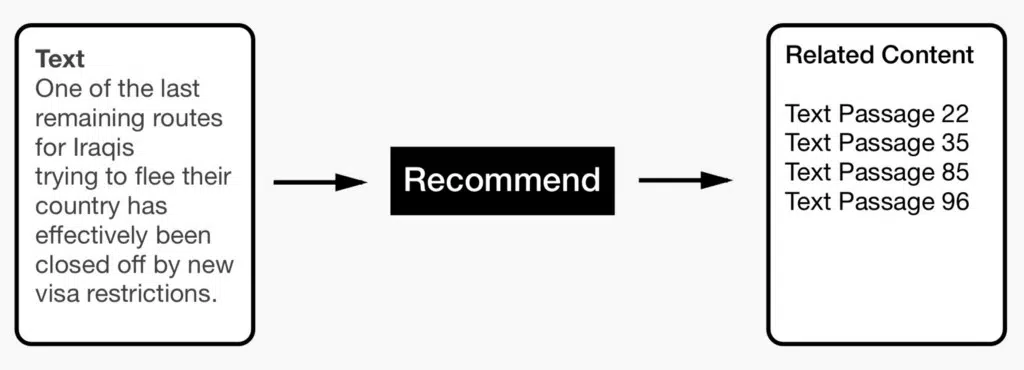 Text
One of the last
remaining routes
for Iraqis
trying to flee their
country has
effectively been
closed off by new
visa restrictions.
Recommend
Related Content
Text Passage 22
Text Passage 35
Text Passage 85
Text Passage 96